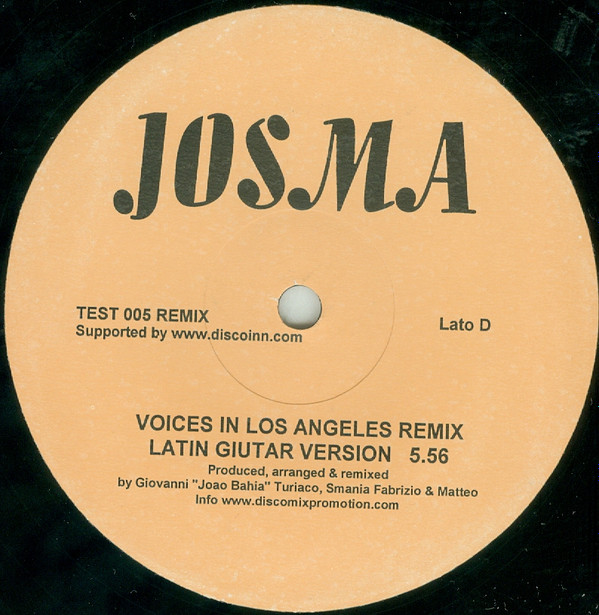 JOSMA
TEST 005 REMIX
Supported by www.discoinn.com
Lato D
VOICES IN LOS ANGELES REMIX
LATIN GIUTAR VERSION 5.56
Produced, arranged & remixed
by Giovanni "Joao Bahia" Turiaco, Smania Fabrizio & Matteo
Info www.discomixpromotion.com